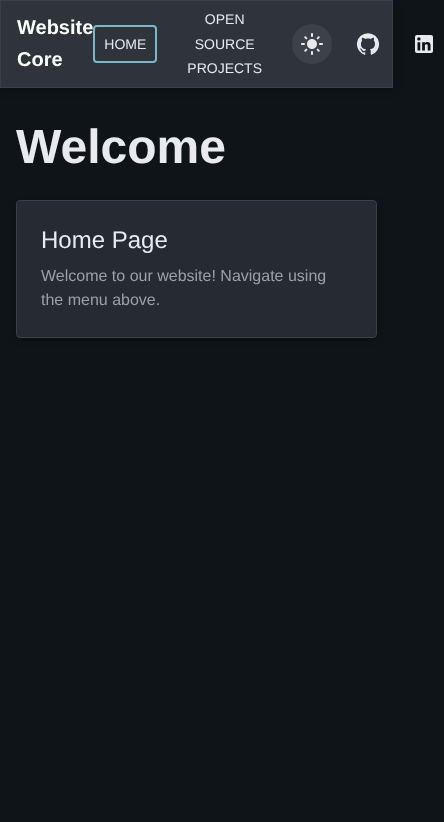 Website
Core
HOME
OPEN
SOURCE
PROJECTS
Welcome
Home Page
Welcome to our website! Navigate using
the menu above.